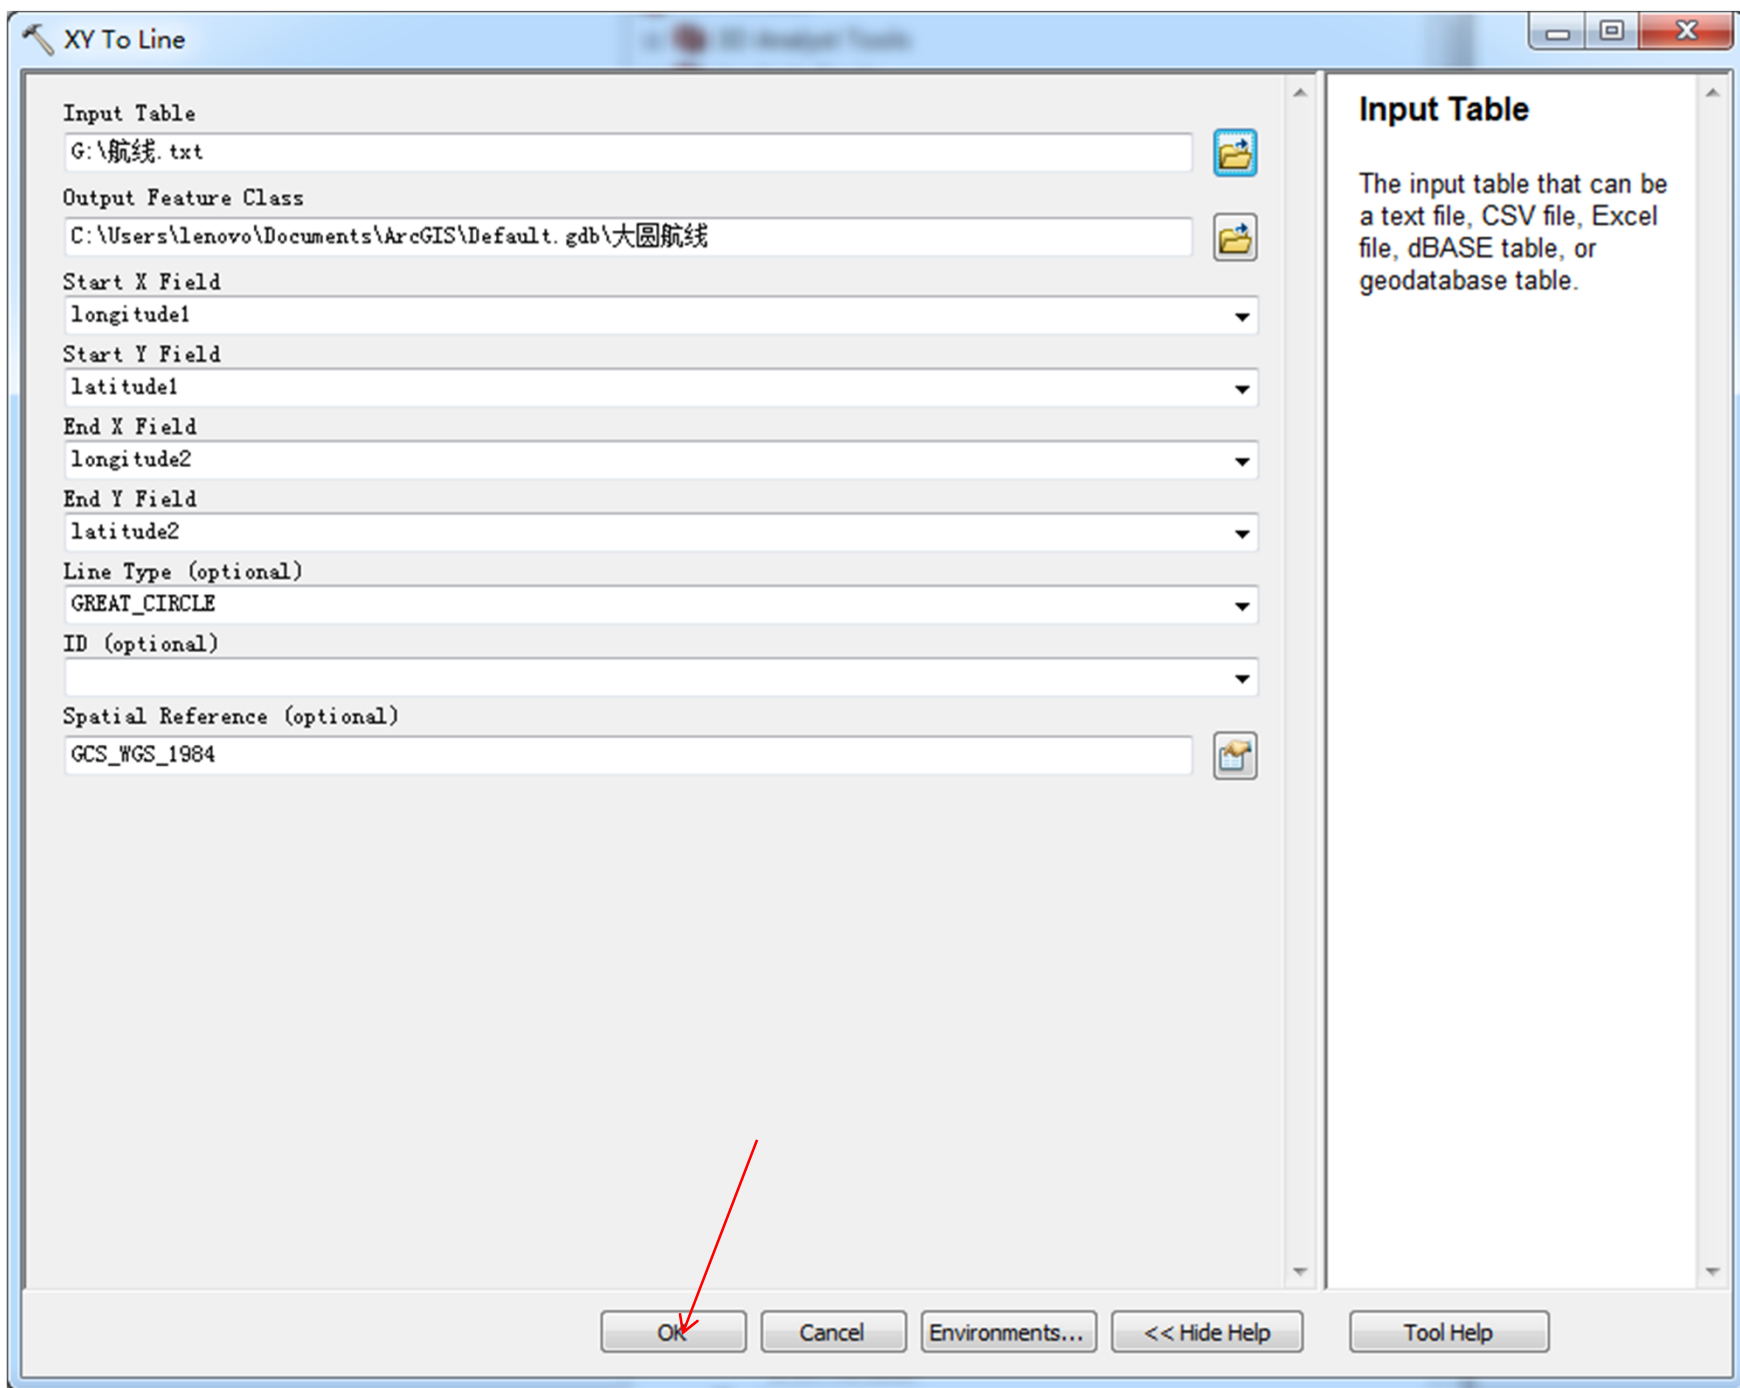 XY To Line
3D Analyst Tools
Input Table
G:\航线.txt
Output Feature Class
C:\Users\lenovo\Documents\ArcGIS\Default.gdb\大圆航线
Start X Field
longitude1
Start Y Field
latitude1
End X Field
longitude2
End Y Field
latitude2
Line Type (optional)
GREAT_CIRCLE
ID (optional)
Spatial Reference (optional)
GCS_WGS_1984
Input Table
The input table that can be
a text file, CSV file, Excel
file, dBASE table, or
geodatabase table.
OK
Cancel
Environments...
<< Hide Help
Tool Help